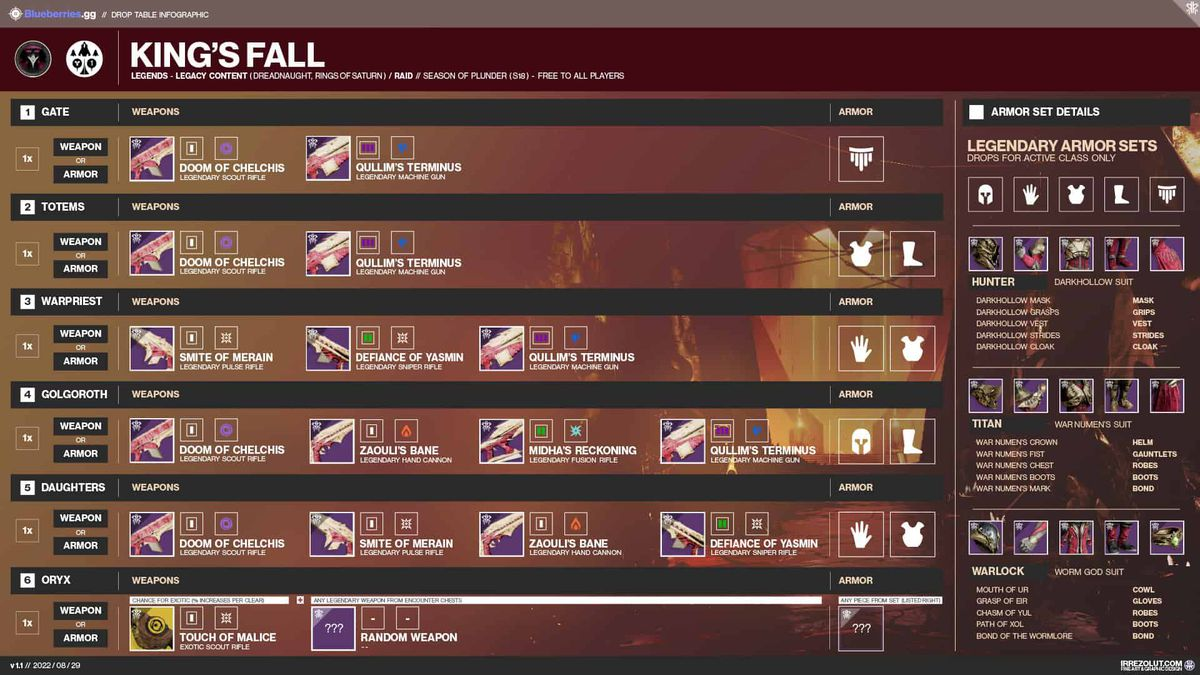 Blueberries.gg // DROP TABLE INFOGRAPHIC
KING'S FALL
LEGENDS - LEGACY CONTENT (DREADNAUGHT, RINGS OF SATURN) / RAID // SEASON OF PLUNDER (S18) - FREE TO ALL PLAYERS
1 GATE WEAPONS ARMOR
1x WEAPON OR ARMOR
DOOM OF CHELCHIS
LEGENDARY SCOUT RIFLE
QULLIM'S TERMINUS
LEGENDARY MACHINE GUN
2 TOTEMS WEAPONS ARMOR
1x WEAPON OR ARMOR
DOOM OF CHELCHIS
LEGENDARY SCOUT RIFLE
QULLIM'S TERMINUS
LEGENDARY MACHINE GUN
3 WARPRIEST WEAPONS ARMOR
1x WEAPON OR ARMOR
SMITE OF MERAIN
LEGENDARY PULSE RIFLE
DEFIANCE OF YASMIN
LEGENDARY SNIPER RIFLE
QULLIM'S TERMINUS
LEGENDARY MACHINE GUN
4 GOLGOROTH WEAPONS ARMOR
1x WEAPON OR ARMOR
DOOM OF CHELCHIS
LEGENDARY SCOUT RIFLE
ZAOULI'S BANE
LEGENDARY HAND CANNON
MIDHA'S RECKONING
LEGENDARY FUSION RIFLE
QULLIM'S TERMINUS
LEGENDARY MACHINE GUN
5 DAUGHTERS WEAPONS ARMOR
1x WEAPON OR ARMOR
DOOM OF CHELCHIS
LEGENDARY SCOUT RIFLE
SMITE OF MERAIN
LEGENDARY PULSE RIFLE
ZAOULI'S BANE
LEGENDARY HAND CANNON
DEFIANCE OF YASMIN
LEGENDARY SNIPER RIFLE
6 ORYX WEAPONS ARMOR
CHANCE FOR EXOTIC (% INCREASES PER CLEAR) + ANY LEGENDARY WEAPON FROM ENCOUNTER CHESTS ANY PIECE FROM SET (LISTED RIGHT)
1x WEAPON OR ARMOR
TOUCH OF MALICE
EXOTIC SCOUT RIFLE
??? - -
RANDOM WEAPON
--
???
ARMOR SET DETAILS
LEGENDARY ARMOR SETS
DROPS FOR ACTIVE CLASS ONLY
HUNTER DARKHOLLOW SUIT
DARKHOLLOW MASK MASK
DARKHOLLOW GRASPS GRIPS
DARKHOLLOW VEST VEST
DARKHOLLOW STRIDES STRIDES
DARKHOLLOW CLOAK CLOAK
TITAN WAR NUMEN'S SUIT
WAR NUMEN'S CROWN HELM
WAR NUMEN'S FIST GAUNTLETS
WAR NUMEN'S CHEST ROBES
WAR NUMEN'S BOOTS BOOTS
WAR NUMEN'S MARK BOND
WARLOCK WORM GOD SUIT
MOUTH OF UR COWL
GRASP OF EIR GLOVES
CHASM OF YUL ROBES
PATH OF XOL BOOTS
BOND OF THE WORMLORE BOND
v 1.1 // 2022 / 08 / 29
IRREZOLUT.COM
FINE ART & GRAPHIC DESIGN